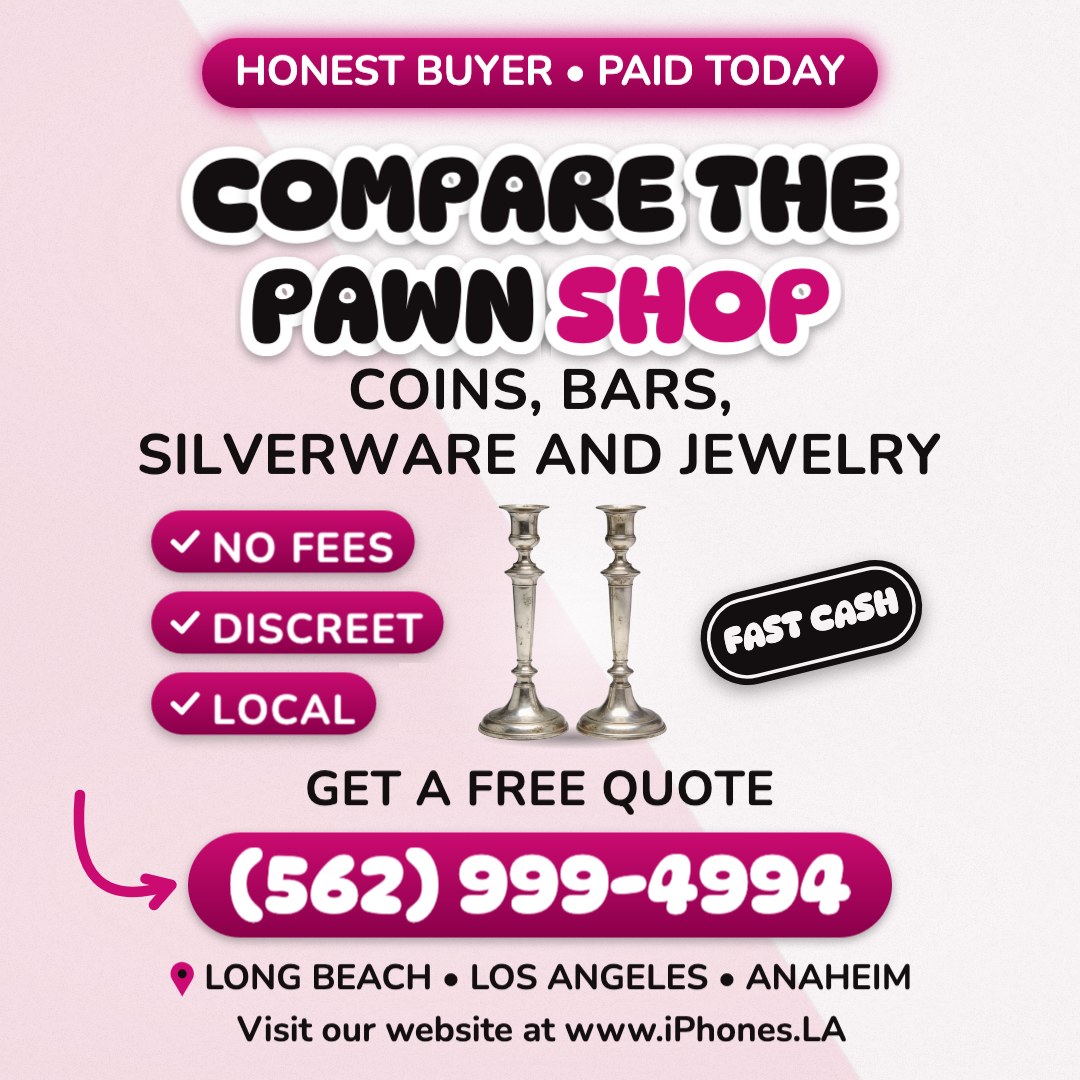 HONEST BUYER • PAID TODAY
COMPARE THE
PAWN SHOP
COINS, BARS,
SILVERWARE AND JEWELRY
✓ NO FEES
✓ DISCREET
✓ LOCAL
FAST CASH
GET A FREE QUOTE
(562) 999-4994
LONG BEACH • LOS ANGELES • ANAHEIM
Visit our website at www.iPhones.LA